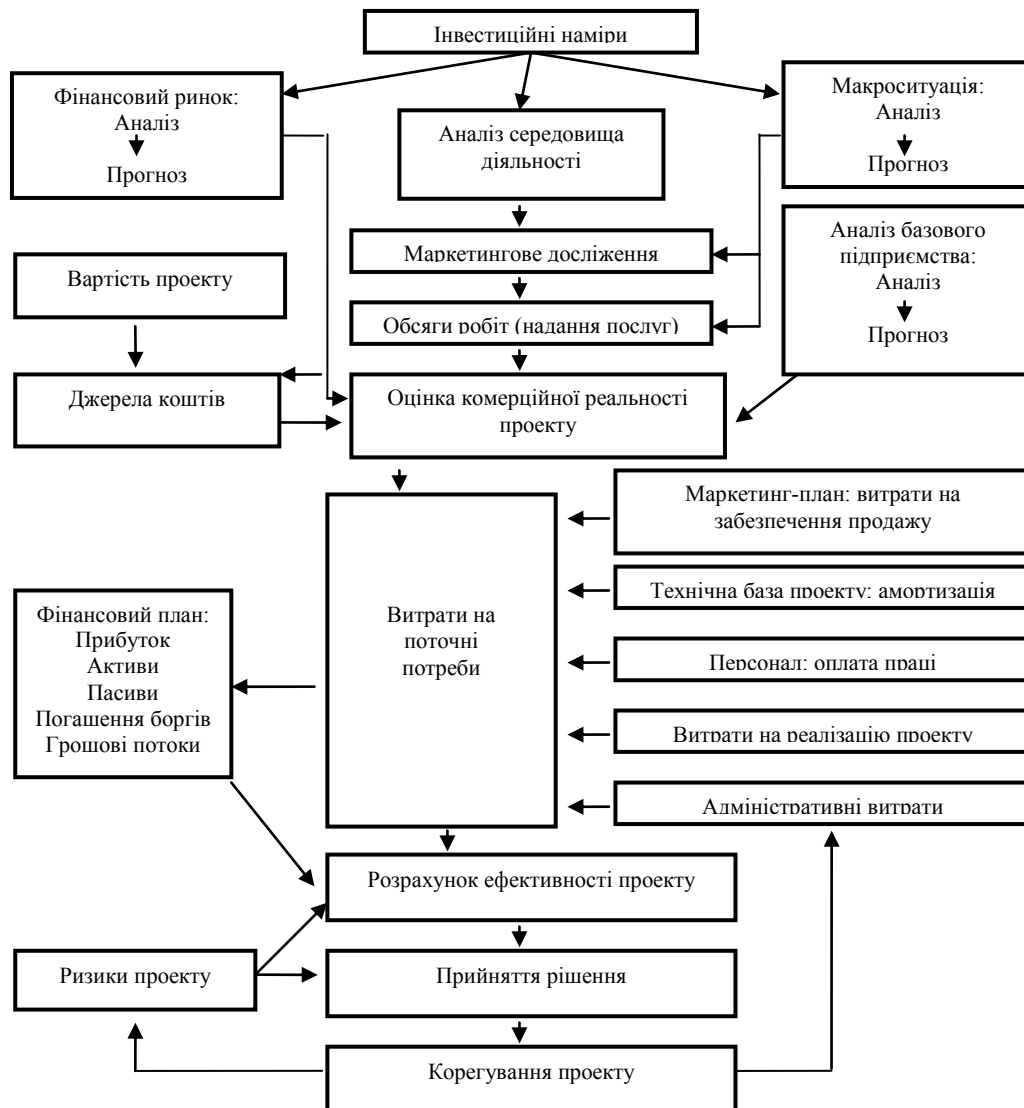 Інвестиційні наміри
Фінансовий ринок:
Аналіз
Прогноз
Аналіз середовища
діяльності
Макроситуація:
Аналіз
Прогноз
Маркетингове досліження
Вартість проекту
Аналіз базового
підприємства:
Аналіз
Прогноз
Обсяги робіт (надання послуг)
Джерела коштів
Оцінка комерційної реальності
проекту
Маркетинг-план: витрати на
забезпечення продажу
Технічна база проекту: амортизація
Фінансовий план:
Прибуток
Активи
Пасиви
Погашення боргів
Грошові потоки
Витрати на
поточні
потреби
Персонал: оплата праці
Витрати на реалізацію проекту
Адміністративні витрати
Розрахунок ефективності проекту
Ризики проекту
Прийняття рішення
Корегування проекту